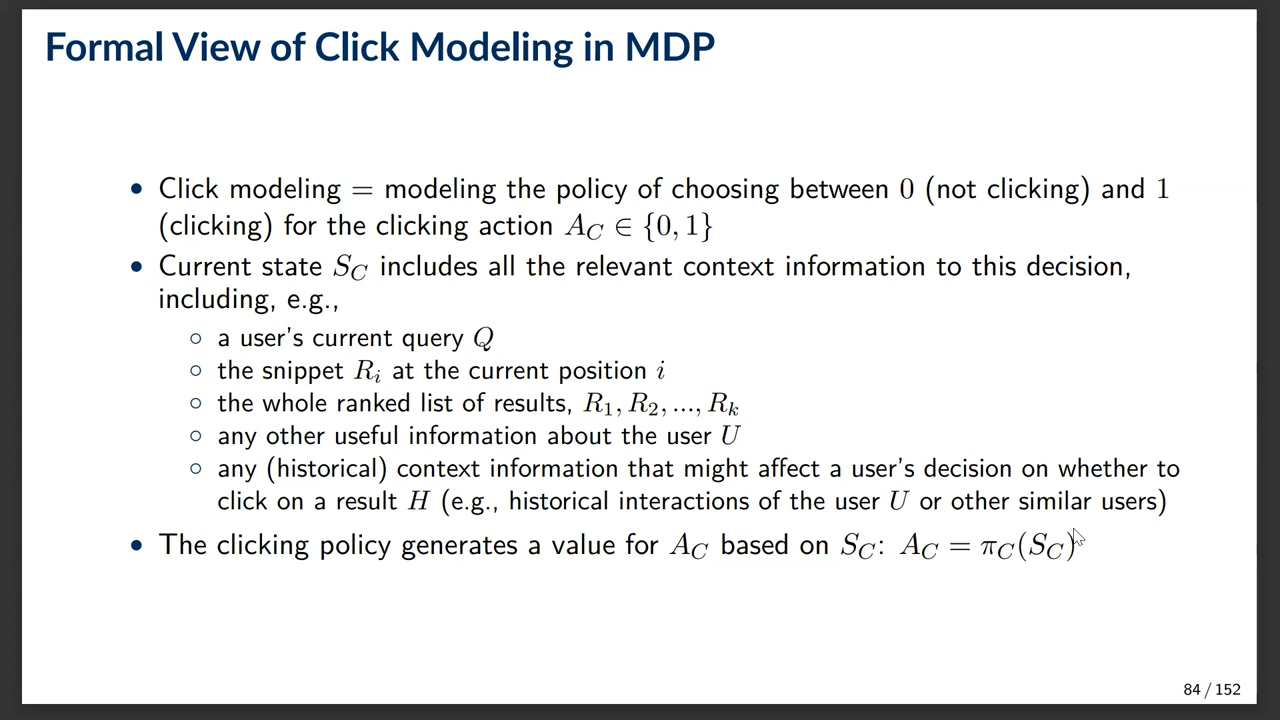 Formal View of Click Modeling in MDP
• Click modeling = modeling the policy of choosing between 0 (not clicking) and 1
(clicking) for the clicking action A_C ∈ {0, 1}
• Current state S_C includes all the relevant context information to this decision,
including, e.g.,
○ a user's current query Q
○ the snippet R_i at the current position i
○ the whole ranked list of results, R_1, R_2, ..., R_k
○ any other useful information about the user U
○ any (historical) context information that might affect a user's decision on whether to
click on a result H (e.g., historical interactions of the user U or other similar users)
• The clicking policy generates a value for A_C based on S_C: A_C = π_C(S_C)
84 / 152